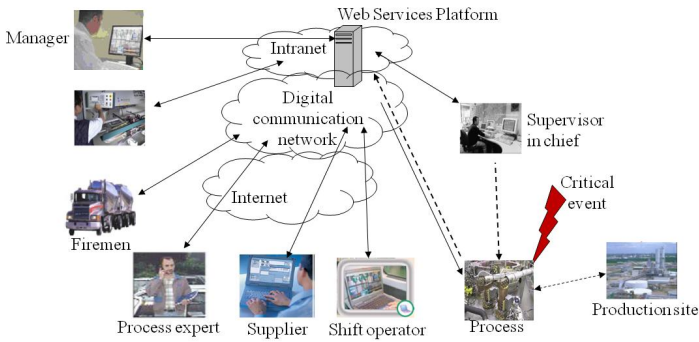 Web Services Platform
Manager
Intranet
Digital
communication
network
Supervisor
in chief
Critical
event
Internet
Firemen
Production site
Process expert
Supplier
Shift operator
Process